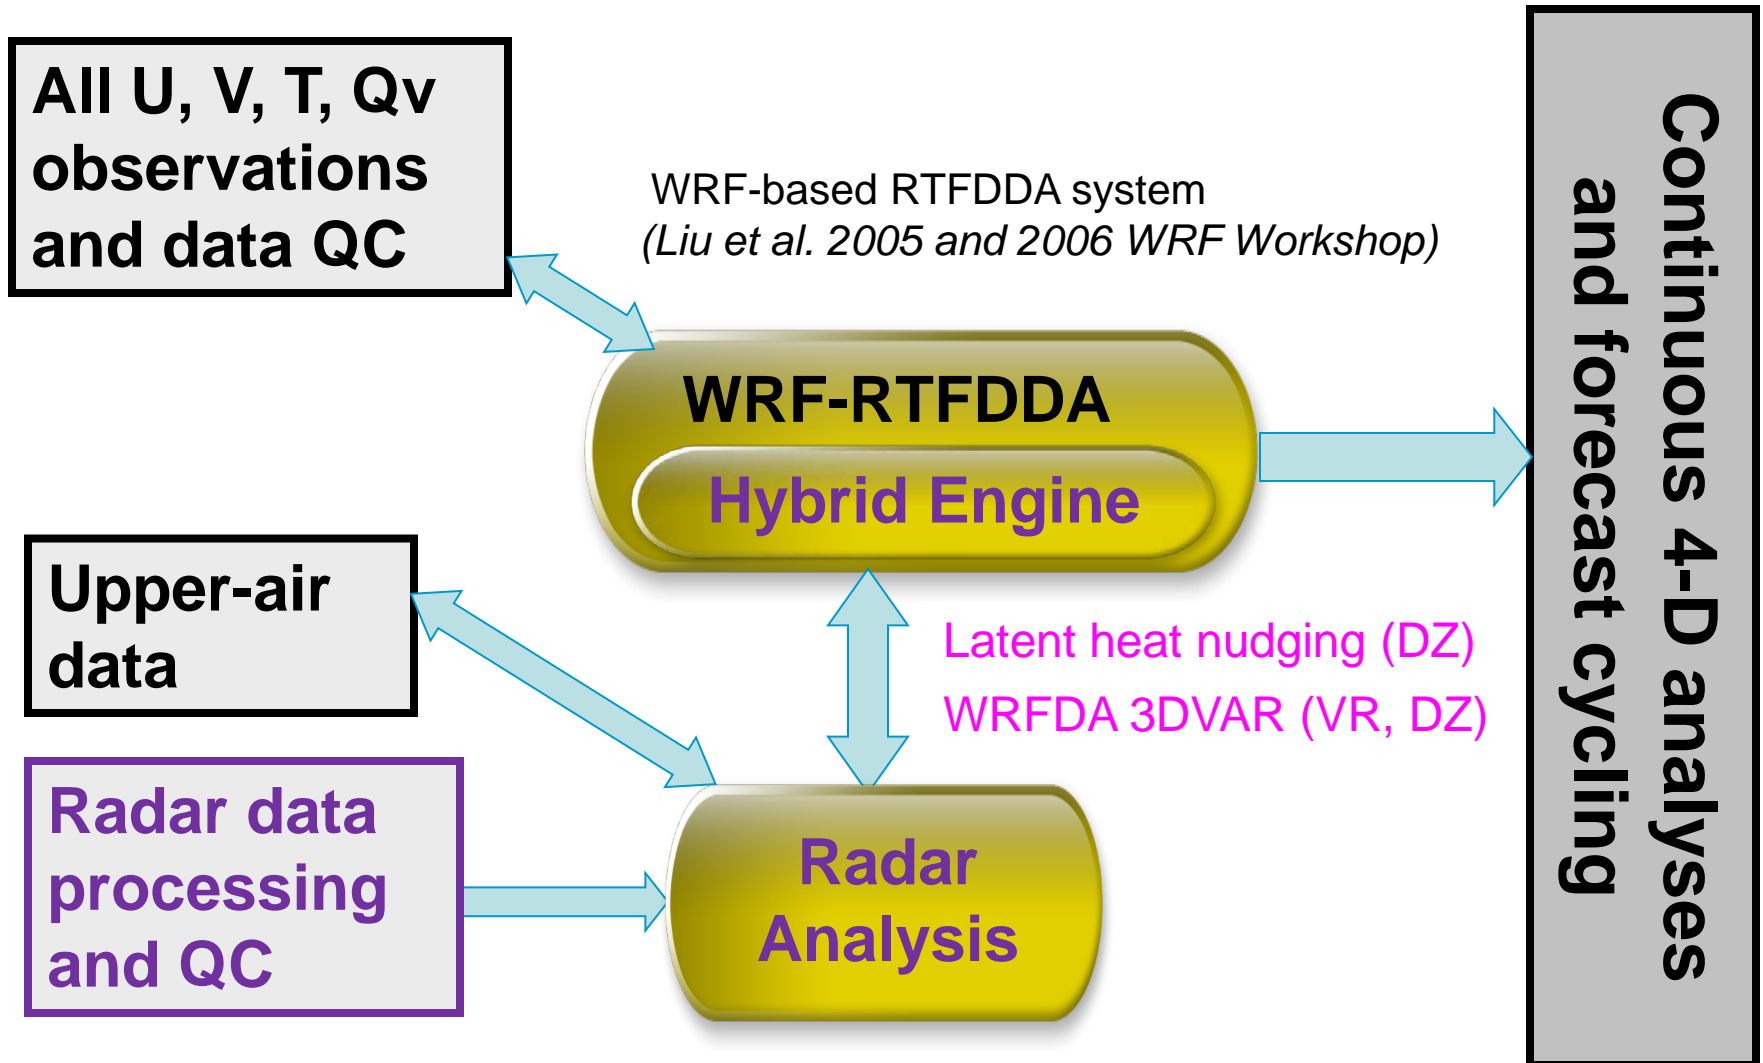 All U, V, T, Qv
observations
and data QC
WRF-based RTFDDA system
(Liu et al. 2005 and 2006 WRF Workshop)
WRF-RTFDDA
Hybrid Engine
Upper-air
data
Latent heat nudging (DZ)
WRFDA 3DVAR (VR, DZ)
Radar data
processing
and QC
Radar
Analysis
Continuous 4-D analyses
and forecast cycling